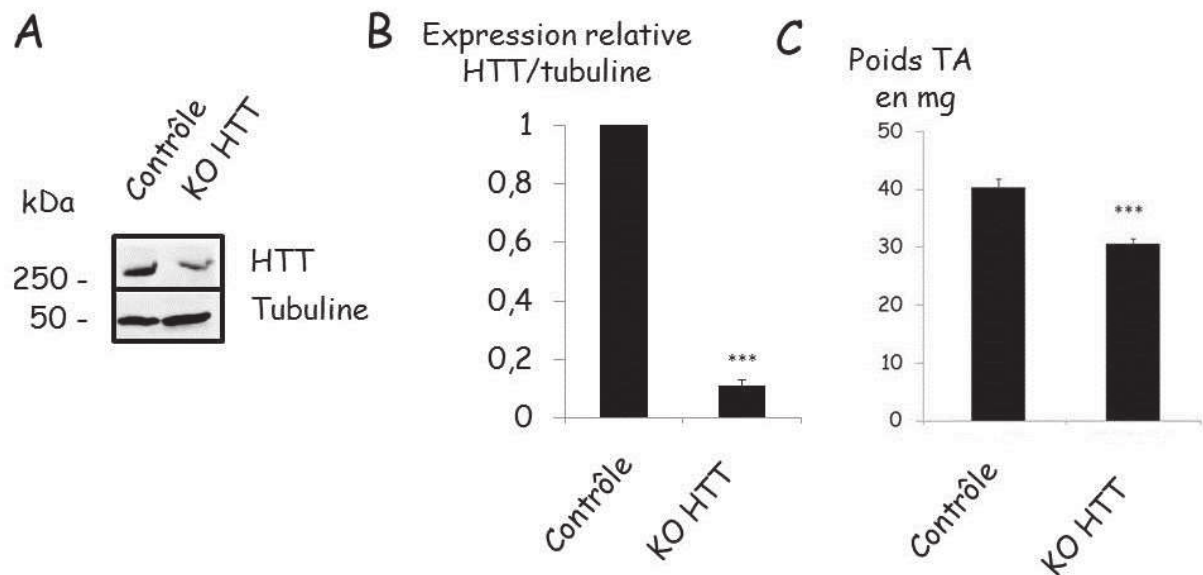 A
Contrôle
KO HTT
kDa
250 -
HTT
50 -
Tubuline
B
Expression relative
HTT/tubuline
1
0,8
0,6
0,4
0,2
0
***
Contrôle
KO HTT
C
Poids TA
en mg
50
40
30
40
10
0
***
Contrôle
KO HTT